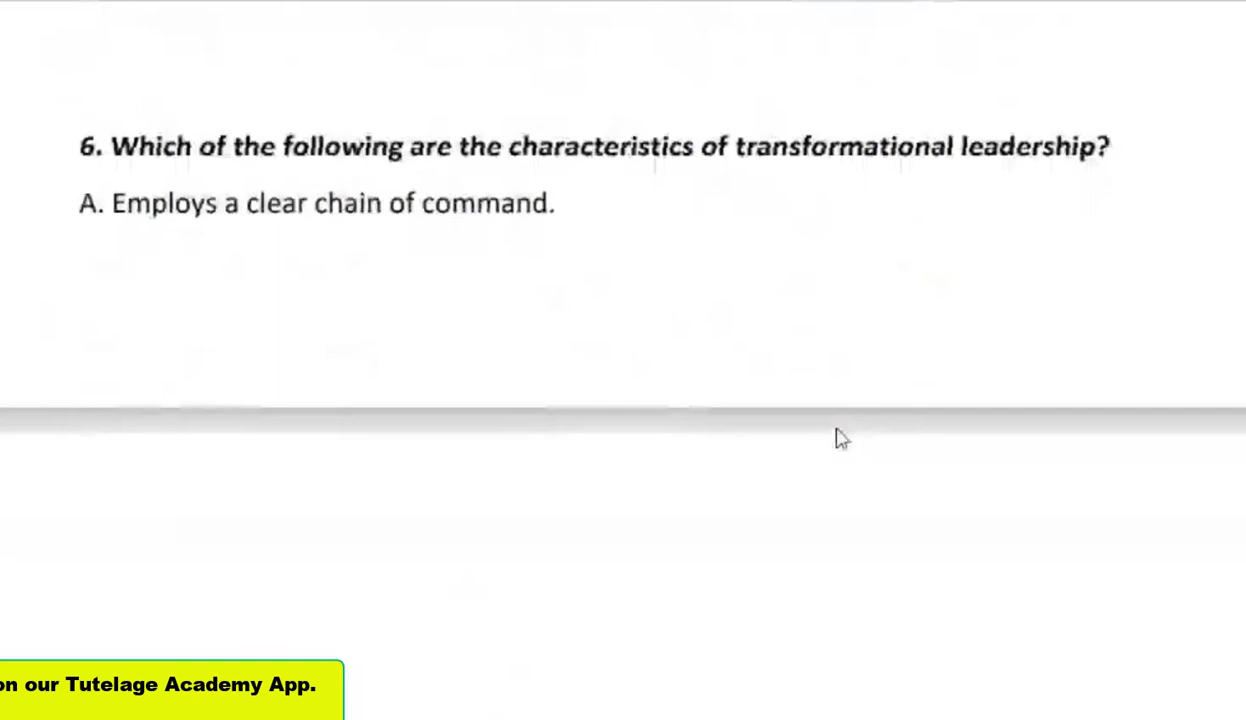 6. Which of the following are the characteristics of transformational leadership?
A. Employs a clear chain of command.
on our Tutelage Academy App.